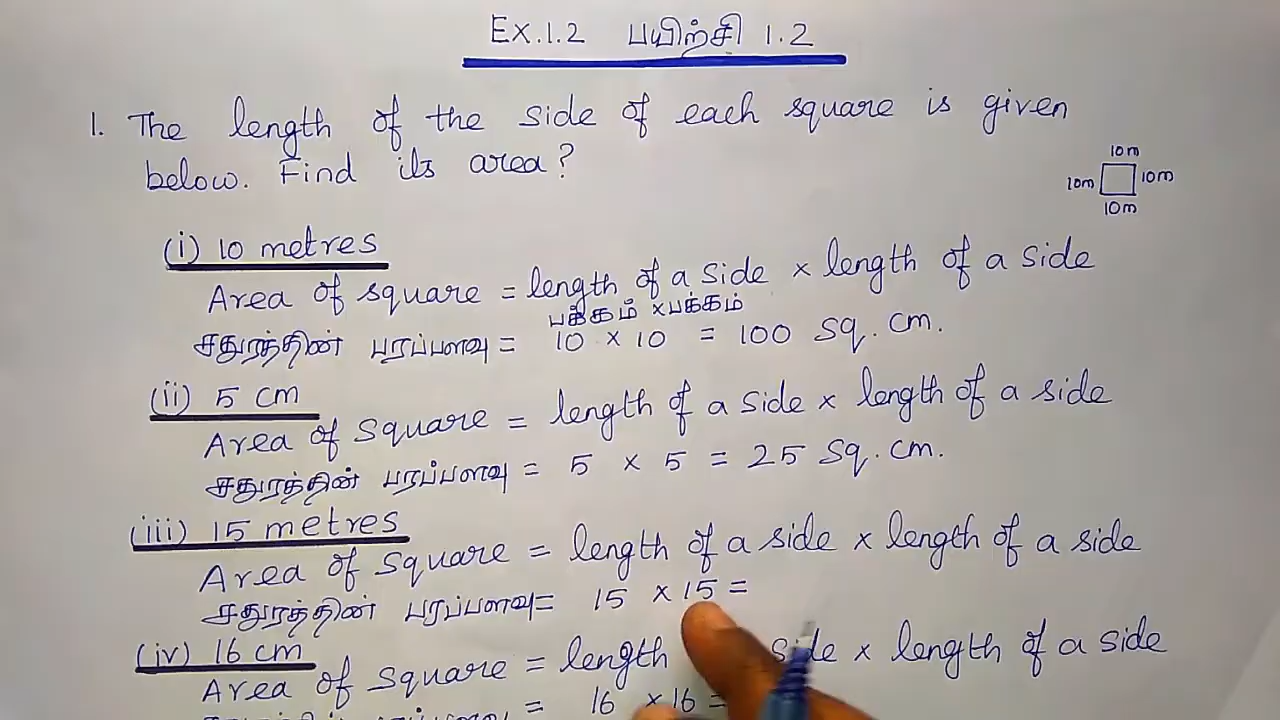 Ex.1.2 பயிற்சி 1.2
1. The length of the side of each square is given
below. Find its area?
10m
10m 10m
10m
(i) 10 metres
Area of square = length of a side × length of a side
பக்கம் × பக்கம்
சதுரத்தின் பரப்பளவு = 10 × 10 = 100 sq. cm.
(ii) 5 cm
Area of square = length of a side × length of a side
சதுரத்தின் பரப்பளவு = 5 × 5 = 25 sq. cm.
(iii) 15 metres
Area of square = length of a side × length of a side
சதுரத்தின் பரப்பளவு = 15 × 15 =
(iv) 16 cm
Area of square = length side × length of a side
= 16 × 16 =